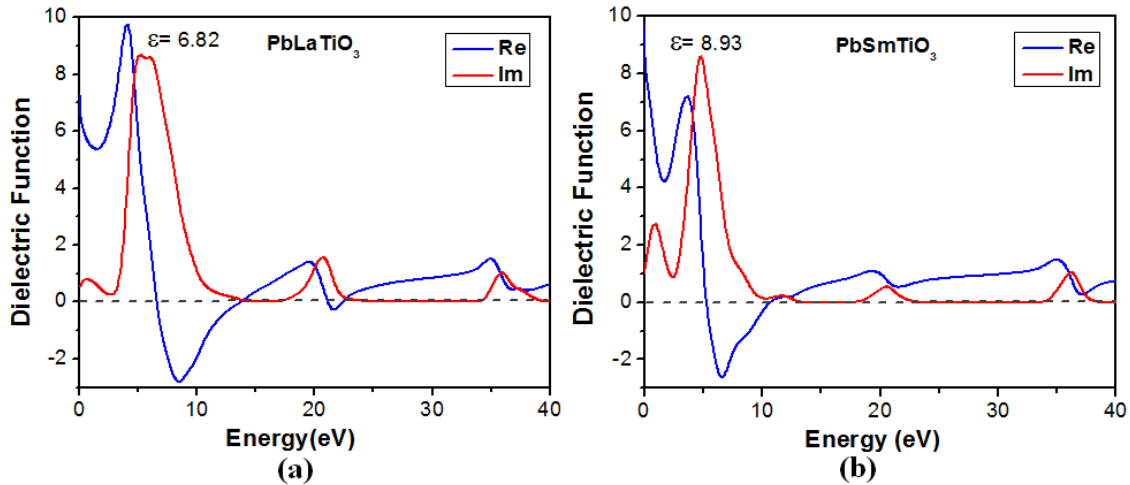 ε= 6.82
PbLaTiO₃
Re
Im
Dielectric Function
10
8
6
4
2
0
-2
0
10
20
30
40
Energy(eV)
(a)
ε= 8.93
PbSmTiO₃
Re
Im
Dielectric Function
10
8
6
4
2
0
-2
0
10
20
30
40
Energy (eV)
(b)